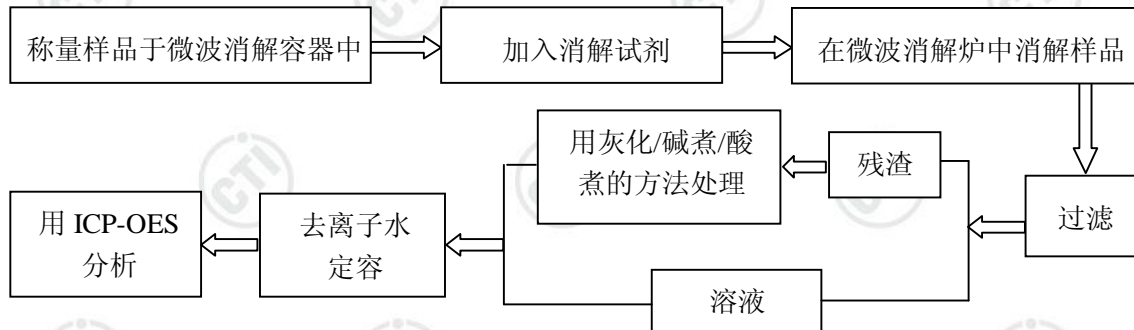 称量样品于微波消解容器中
加入消解试剂
在微波消解炉中消解样品
用灰化/碱煮/酸
煮的方法处理
残渣
过滤
用 ICP-OES
分析
去离子水
定容
溶液
CTI
CTI
CTI